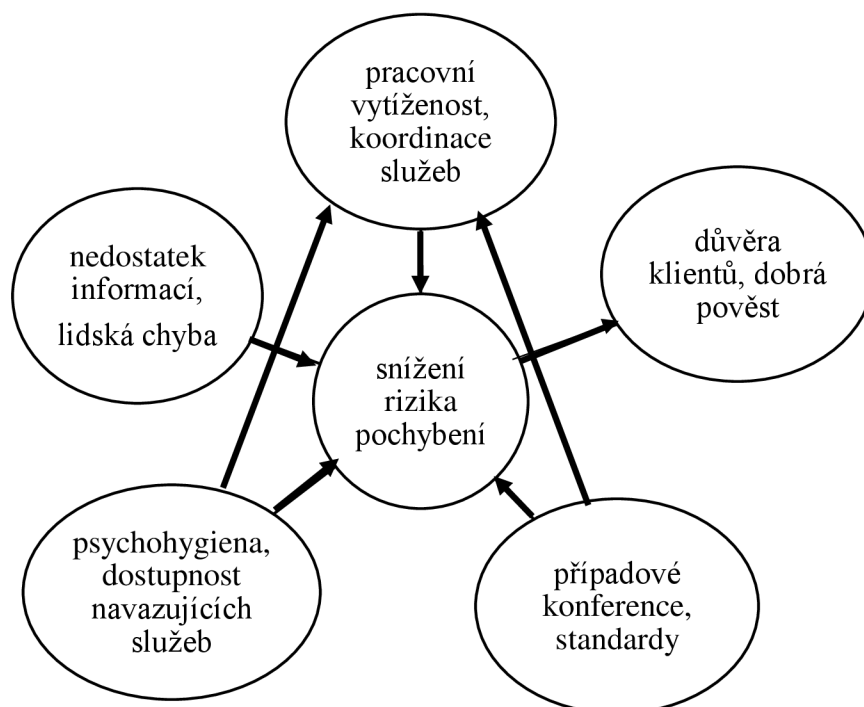 pracovní
vytíženost,
koordinace
služeb
nedostatek
informací,
lidská chyba
důvěra
klientů, dobrá
pověst
snížení
rizika
pochybení
psychohygiena,
dostupnost
navazujících
služeb
případové
konference,
standardy